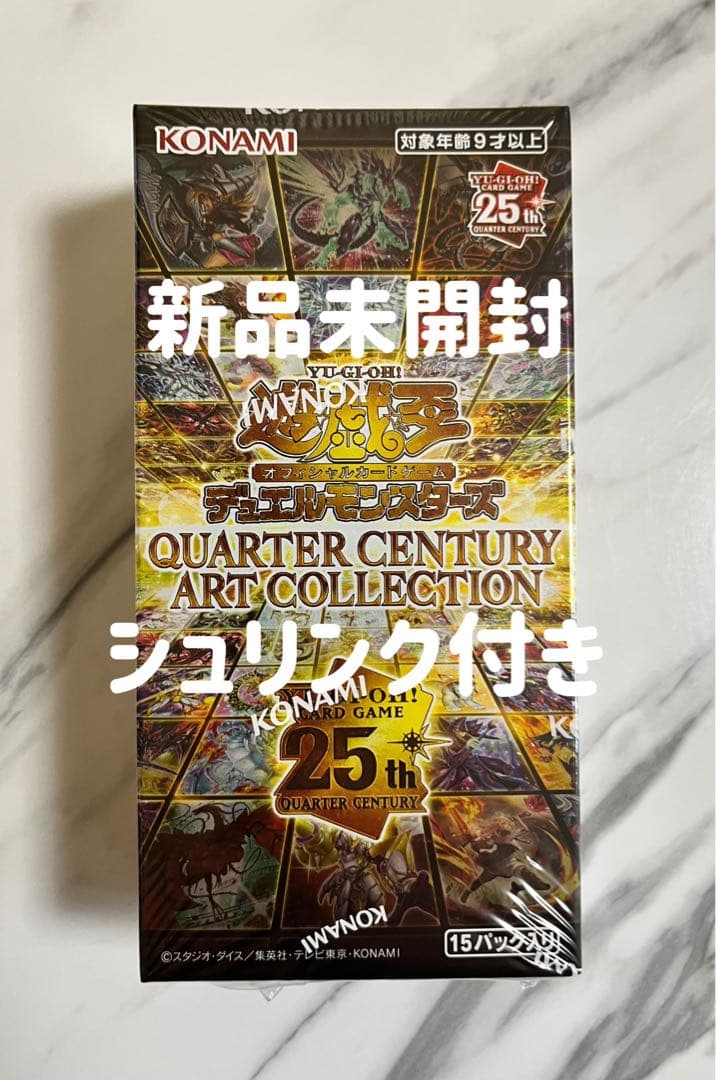 KONAMI
対象年齢9才以上
YU-GI-OH!
CARD GAME
25th
QUARTER CENTURY
新品未開封
YU-GI-OH!
KONAMI
遊戯王
オフィシャルカードゲーム
デュエルモンスターズ
QUARTER CENTURY
ART COLLECTION
シュリンク付き
YU-GI-OH!
KONAMI
CARD GAME
25th
QUARTER CENTURY
KONAMI
15パック入り
©スタジオ・ダイス/集英社・テレビ東京・KONAMI